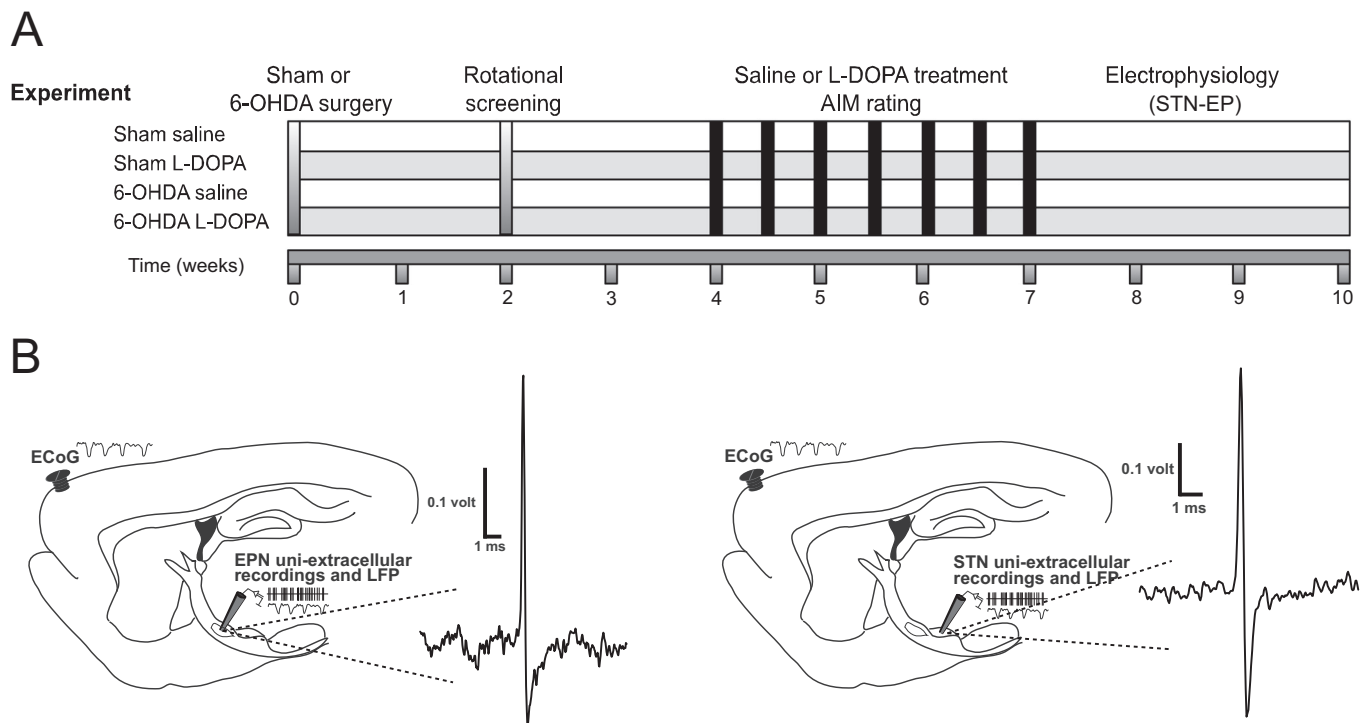 A
Experiment
Sham or
6-OHDA surgery
Rotational
screening
Saline or L-DOPA treatment
AIM rating
Electrophysiology
(STN-EP)
Sham saline
Sham L-DOPA
6-OHDA saline
6-OHDA L-DOPA
Time (weeks)
0 1 2 3 4 5 6 7 8 9 10
B
ECoG
0.1 volt
1 ms
EPN uni-extracellular
recordings and LFP
ECoG
0.1 volt
1 ms
STN uni-extracellular
recordings and LFP